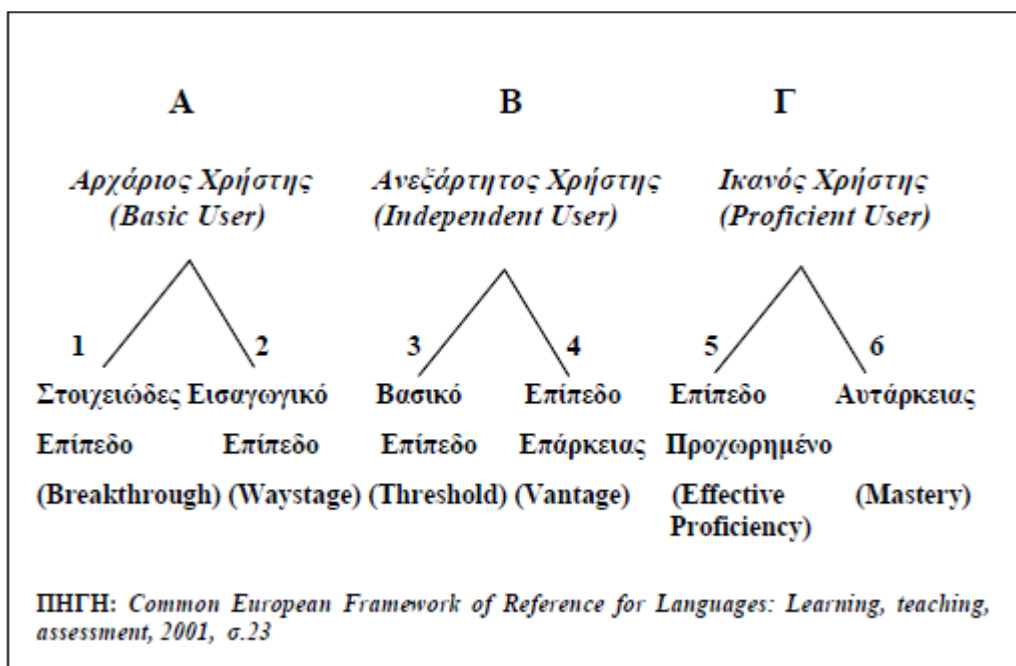 Α Β Γ
Αρχάριος Χρήστης Ανεξάρτητος Χρήστης Ικανός Χρήστης
(Basic User) (Independent User) (Proficient User)
1 2 3 4 5 6
Στοιχειώδες Εισαγωγικό Βασικό Επίπεδο Επίπεδο Αυτάρκειας
Επίπεδο Επίπεδο Επίπεδο Επάρκειας Προχωρημένο
(Breakthrough) (Waystage) (Threshold) (Vantage) (Effective (Mastery)
Proficiency)
ΠΗΓΗ: Common European Framework of Reference for Languages: Learning, teaching,
assessment, 2001, σ.23